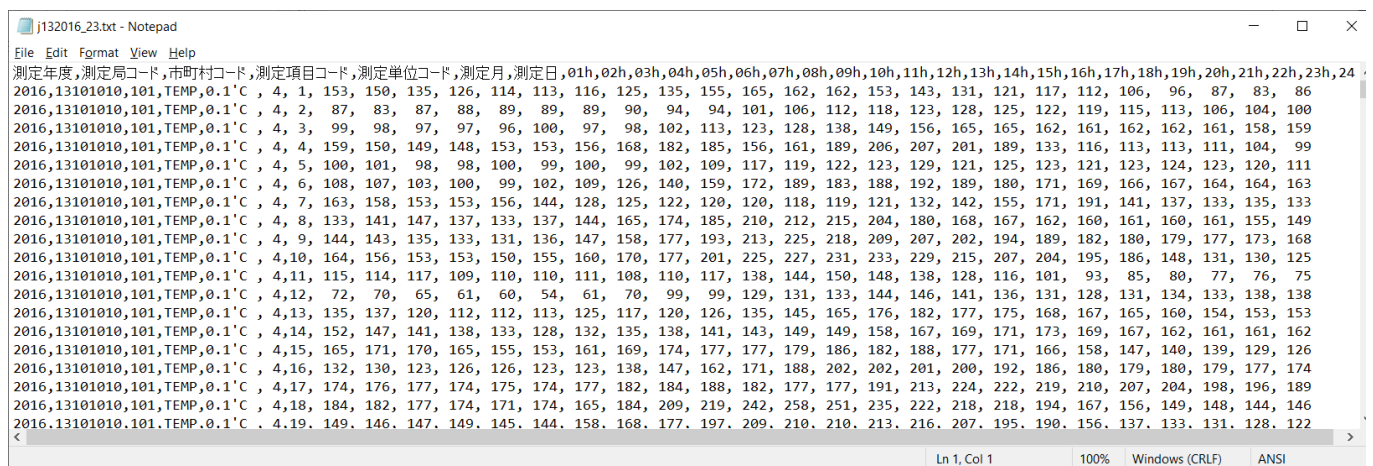 j132016_23.txt - Notepad
File Edit Format View Help
測定年度,測定局コード,市町村コード,測定項目コード,測定単位コード,測定月,測定日,01h,02h,03h,04h,05h,06h,07h,08h,09h,10h,11h,12h,13h,14h,15h,16h,17h,18h,19h,20h,21h,22h,23h,24
2016,13101010,101,TEMP,0.1'C , 4, 1, 153, 150, 135, 126, 114, 113, 116, 125, 135, 155, 165, 162, 162, 153, 143, 131, 121, 117, 112, 106, 96, 87, 83, 86
2016,13101010,101,TEMP,0.1'C , 4, 2, 87, 83, 87, 88, 89, 89, 89, 90, 94, 94, 101, 106, 112, 118, 123, 128, 125, 122, 119, 115, 113, 106, 104, 100
2016,13101010,101,TEMP,0.1'C , 4, 3, 99, 98, 97, 97, 96, 100, 97, 98, 102, 113, 123, 128, 138, 149, 156, 165, 165, 162, 161, 162, 162, 161, 158, 159
2016,13101010,101,TEMP,0.1'C , 4, 4, 159, 150, 149, 148, 153, 153, 156, 168, 182, 185, 156, 161, 189, 206, 207, 201, 189, 133, 116, 113, 113, 111, 104, 99
2016,13101010,101,TEMP,0.1'C , 4, 5, 100, 101, 98, 98, 100, 99, 100, 99, 102, 109, 117, 119, 122, 123, 129, 121, 125, 123, 121, 123, 124, 123, 120, 111
2016,13101010,101,TEMP,0.1'C , 4, 6, 108, 107, 103, 100, 99, 102, 109, 126, 140, 159, 172, 189, 183, 188, 192, 189, 180, 171, 169, 166, 167, 164, 164, 163
2016,13101010,101,TEMP,0.1'C , 4, 7, 163, 158, 153, 153, 156, 144, 128, 125, 122, 120, 120, 118, 119, 121, 132, 142, 155, 171, 191, 141, 137, 133, 135, 133
2016,13101010,101,TEMP,0.1'C , 4, 8, 133, 141, 147, 137, 133, 137, 144, 165, 174, 185, 210, 212, 215, 204, 180, 168, 167, 162, 160, 161, 160, 161, 155, 149
2016,13101010,101,TEMP,0.1'C , 4, 9, 144, 143, 135, 133, 131, 136, 147, 158, 177, 193, 213, 225, 218, 209, 207, 202, 194, 189, 182, 180, 179, 177, 173, 168
2016,13101010,101,TEMP,0.1'C , 4,10, 164, 156, 153, 153, 150, 155, 160, 170, 177, 201, 225, 227, 231, 233, 229, 215, 207, 204, 195, 186, 148, 131, 130, 125
2016,13101010,101,TEMP,0.1'C , 4,11, 115, 114, 117, 109, 110, 110, 111, 108, 110, 117, 138, 144, 150, 148, 138, 128, 116, 101, 93, 85, 80, 77, 76, 75
2016,13101010,101,TEMP,0.1'C , 4,12, 72, 70, 65, 61, 60, 54, 61, 70, 99, 99, 129, 131, 133, 144, 146, 141, 136, 131, 128, 131, 134, 133, 138, 138
2016,13101010,101,TEMP,0.1'C , 4,13, 135, 137, 120, 112, 112, 113, 125, 117, 120, 126, 135, 145, 165, 176, 182, 177, 175, 168, 167, 165, 160, 154, 153, 153
2016,13101010,101,TEMP,0.1'C , 4,14, 152, 147, 141, 138, 133, 128, 132, 135, 138, 141, 143, 149, 149, 158, 167, 169, 171, 173, 169, 167, 162, 161, 161, 162
2016,13101010,101,TEMP,0.1'C , 4,15, 165, 171, 170, 165, 155, 153, 161, 169, 174, 177, 177, 179, 186, 182, 188, 177, 171, 166, 158, 147, 140, 139, 129, 126
2016,13101010,101,TEMP,0.1'C , 4,16, 132, 130, 123, 126, 126, 123, 123, 138, 147, 162, 171, 188, 202, 202, 201, 200, 192, 186, 180, 179, 180, 179, 177, 174
2016,13101010,101,TEMP,0.1'C , 4,17, 174, 176, 177, 174, 175, 174, 177, 182, 184, 188, 182, 177, 177, 191, 213, 224, 222, 219, 210, 207, 204, 198, 196, 189
2016,13101010,101,TEMP,0.1'C , 4,18, 184, 182, 177, 174, 171, 174, 165, 184, 209, 219, 242, 258, 251, 235, 222, 218, 218, 194, 167, 156, 149, 148, 144, 146
2016,13101010,101,TEMP,0.1'C , 4,19, 149, 146, 147, 149, 145, 144, 158, 168, 177, 197, 209, 210, 210, 213, 216, 207, 195, 190, 156, 137, 133, 131, 128, 122
Ln 1, Col 1 100% Windows (CRLF) ANSI